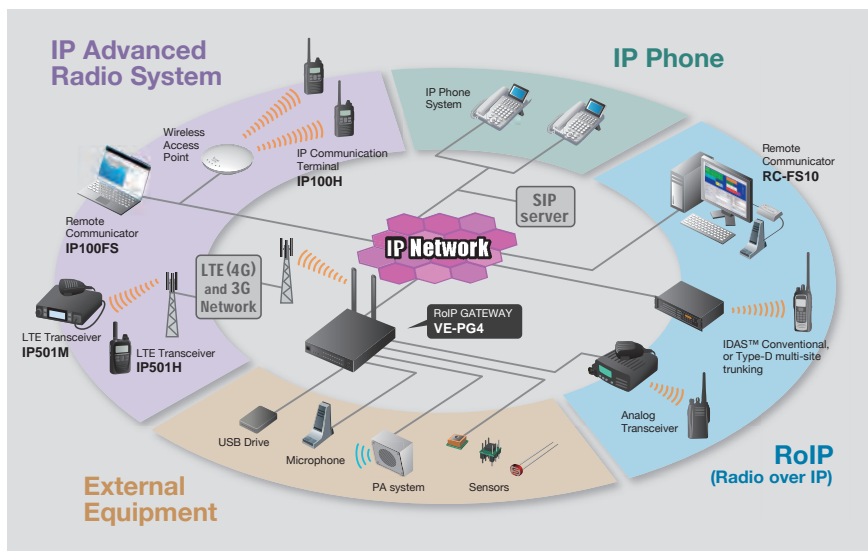 IP Advanced
Radio System
IP Phone
IP Phone
System
Wireless
Access
Point
IP Communication
Terminal
IP100H
Remote
Communicator
RC-FS10
Remote
Communicator
IP100FS
SIP
server
IP Network
LTE (4G)
and 3G
Network
RoIP GATEWAY
VE-PG4
LTE Transceiver
IP501M
LTE Transceiver
IP501H
IDAS™ Conventional,
or Type-D multi-site
trunking
Analog
Transceiver
USB Drive
Microphone
PA system
Sensors
External
Equipment
RoIP
(Radio over IP)